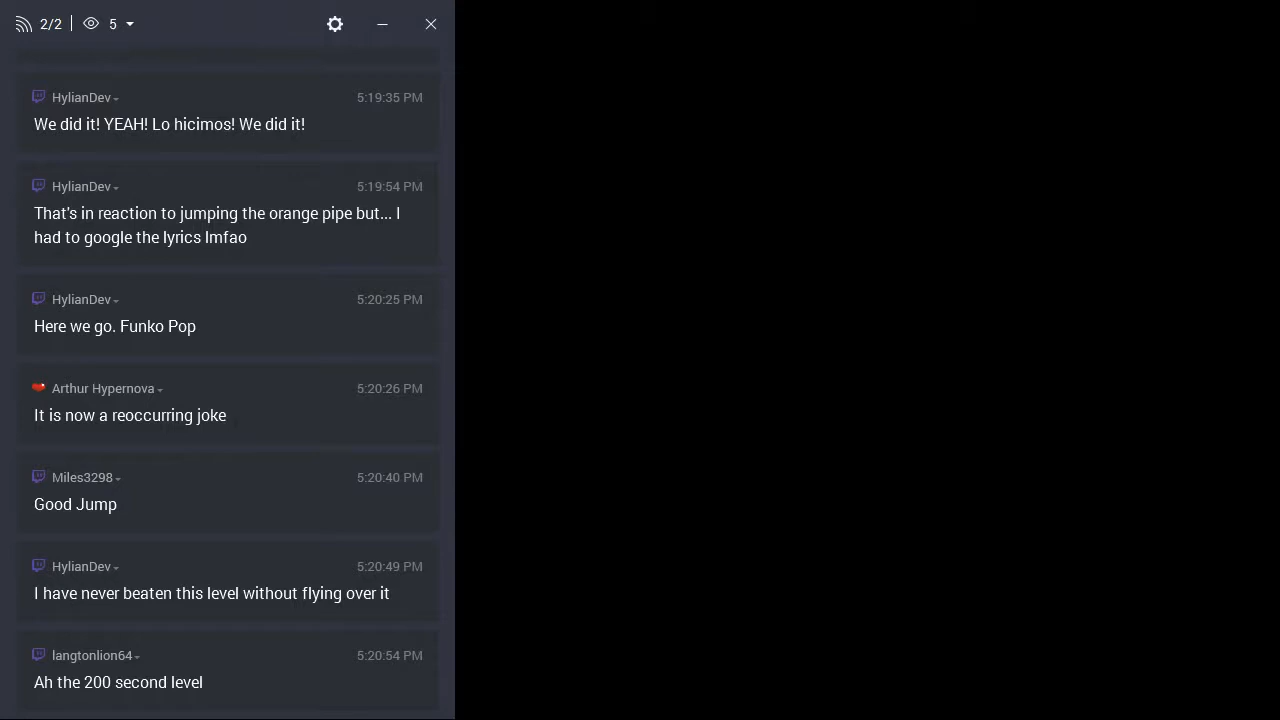 2/2 | 5
HylianDev 5:19:35 PM
We did it! YEAH! Lo hicimos! We did it!
HylianDev 5:19:54 PM
That's in reaction to jumping the orange pipe but... I
had to google the lyrics lmfao
HylianDev 5:20:25 PM
Here we go. Funko Pop
Arthur Hypernova 5:20:26 PM
It is now a reoccurring joke
Miles3298 5:20:40 PM
Good Jump
HylianDev 5:20:49 PM
I have never beaten this level without flying over it
langtonlion64 5:20:54 PM
Ah the 200 second level